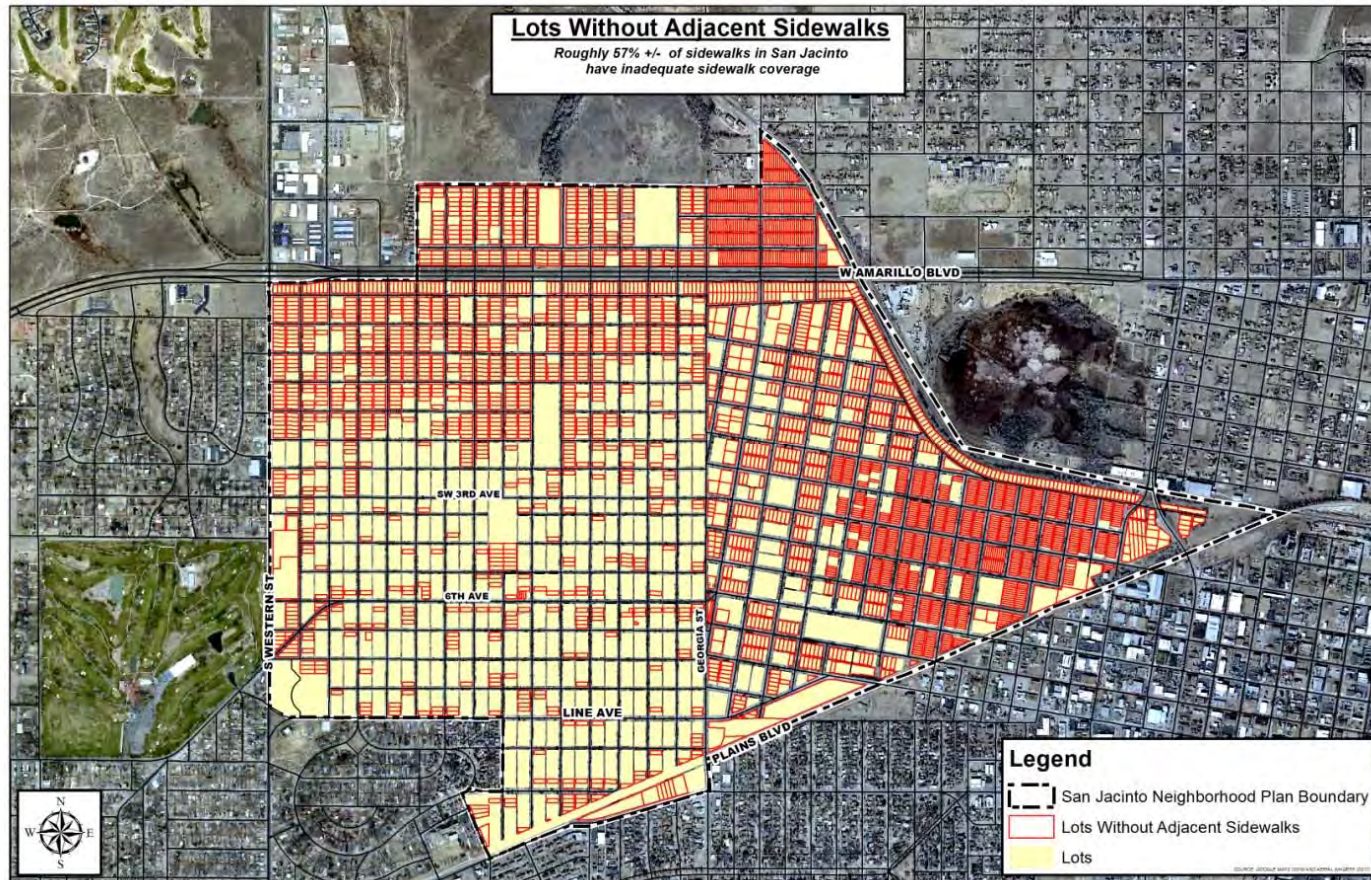 Lots Without Adjacent Sidewalks
Roughly 57% +/- of sidewalks in San Jacinto
have inadequate sidewalk coverage
W AMARILLO BLVD
SW 3RD AVE
6TH AVE
S WESTERN ST
GEORGIA ST
LINE AVE
PLAINS BLVD
N
W E
S
Legend
San Jacinto Neighborhood Plan Boundary
Lots Without Adjacent Sidewalks
Lots